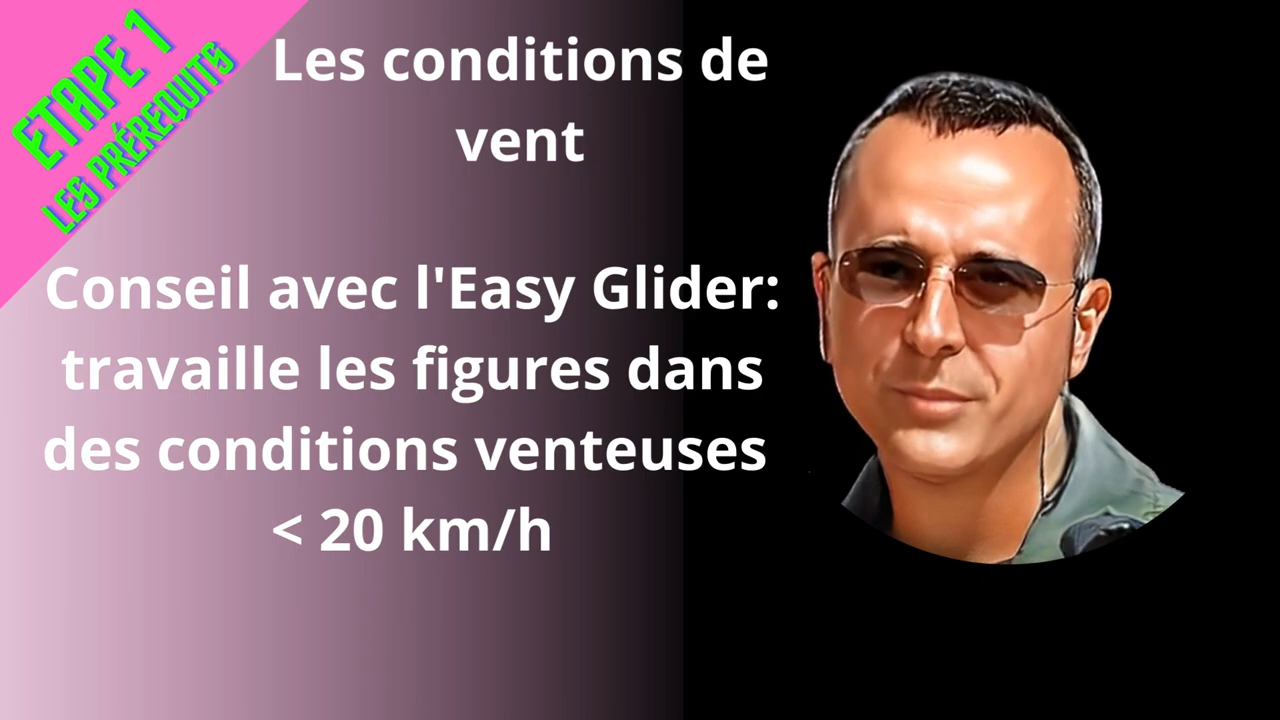 ETAPE 1
LES PRÉREQUITS
Les conditions de
vent
Conseil avec l'Easy Glider:
travaille les figures dans
des conditions venteuses
< 20 km/h